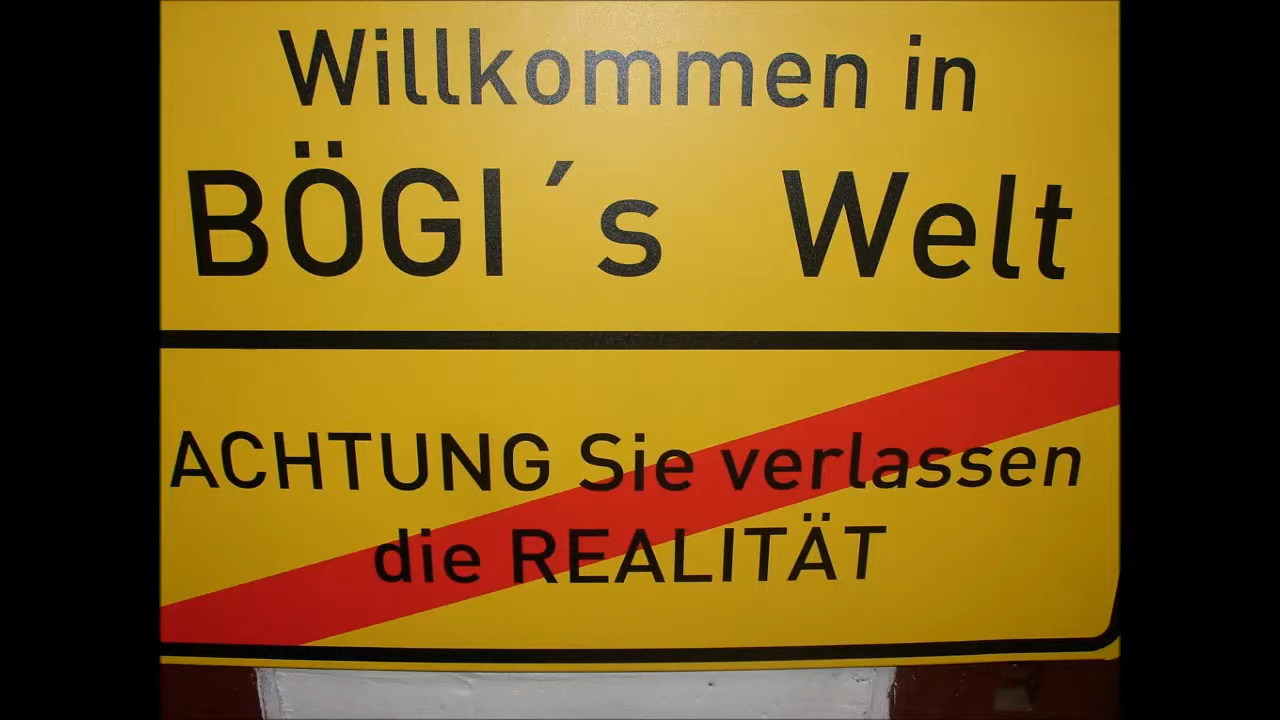 Willkommen in
BÖGI´s Welt
ACHTUNG Sie verlassen
die REALITÄT